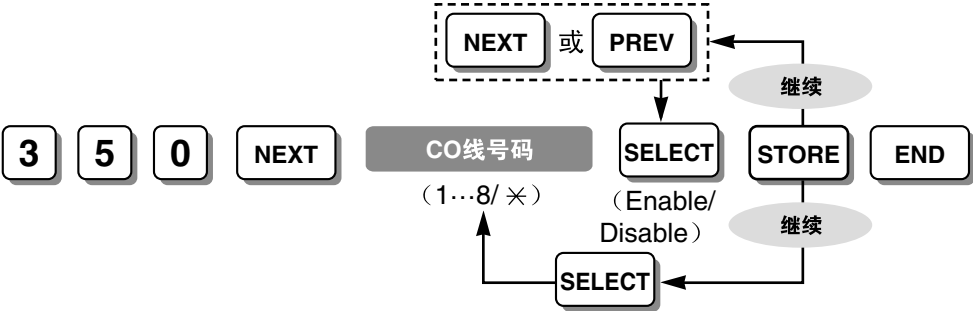 NEXT 或 PREV
继续
3 5 0 NEXT CO线号码 SELECT STORE END
(1…8/✳)
(Enable/
Disable)
继续
SELECT